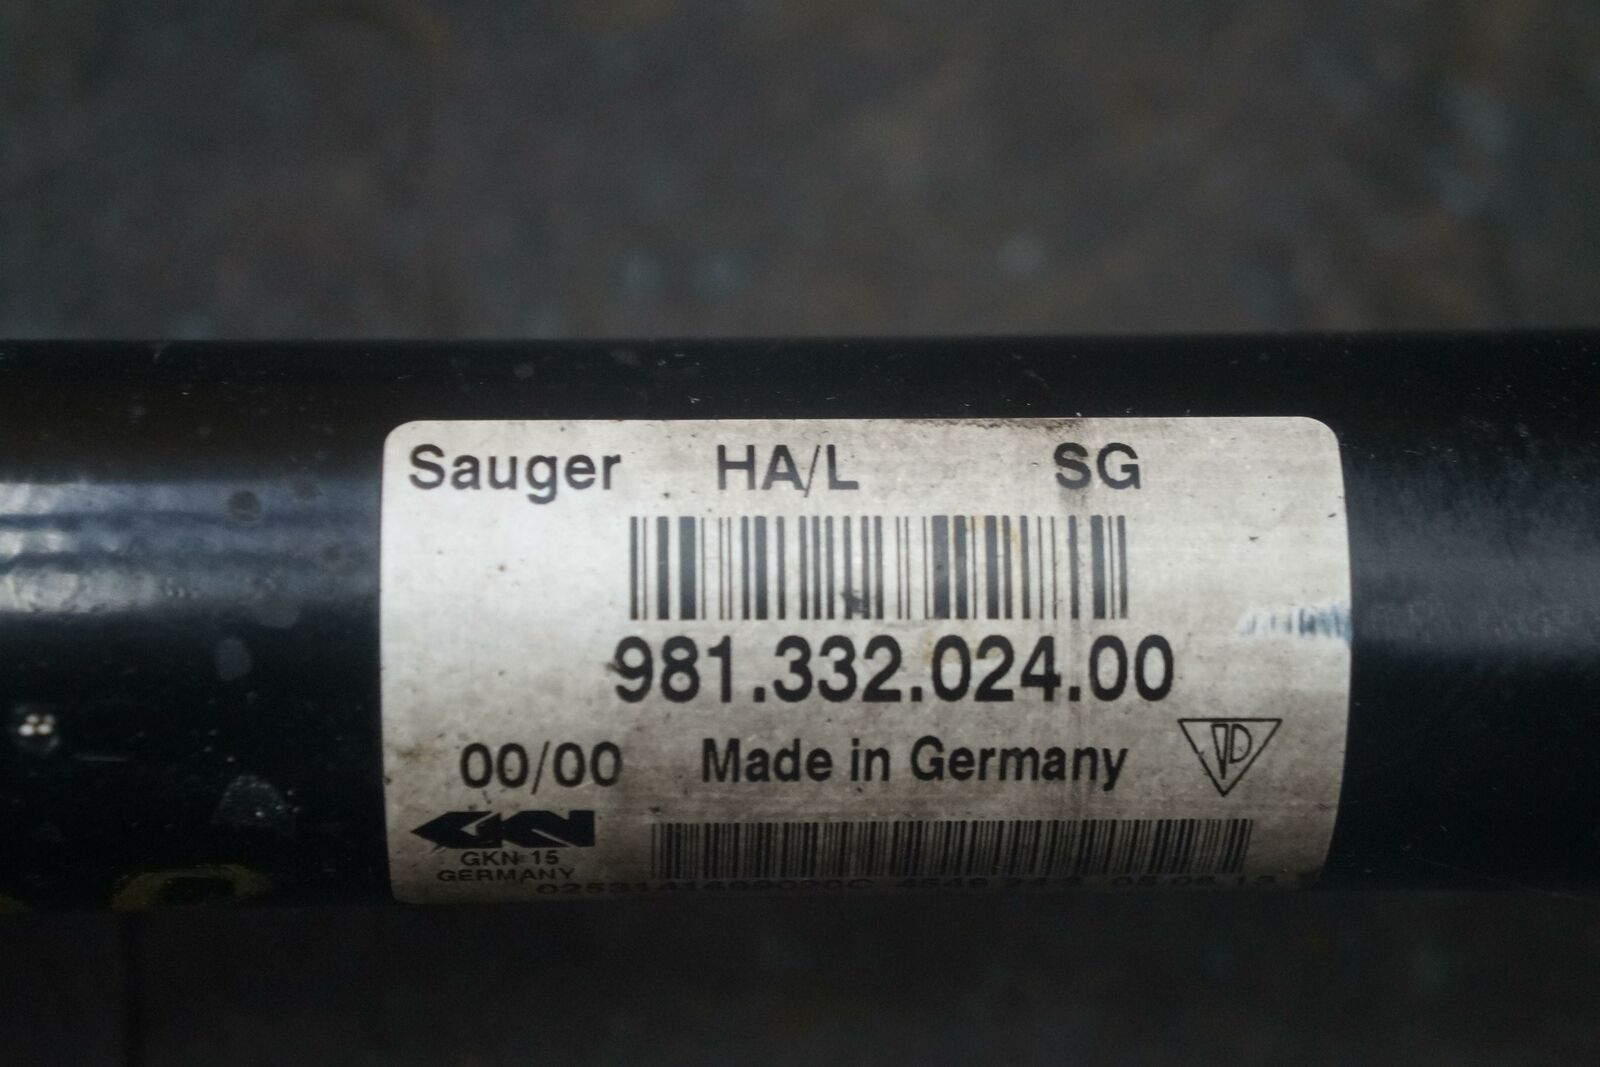 Sauger HA/L SG
981.332.024.00
00/00 Made in Germany
GKN
GKN 15
GERMANY